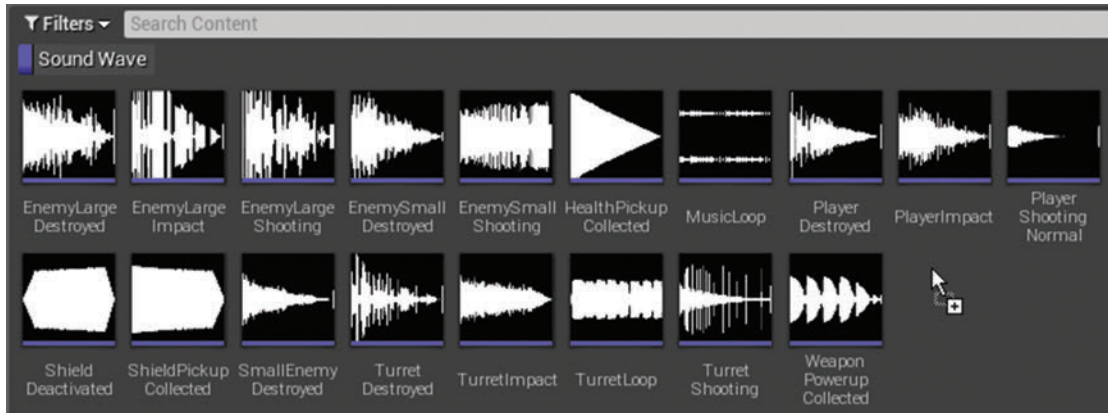 Filters
Search Content
Sound Wave
EnemyLarge
Destroyed
EnemyLarge
Impact
EnemyLarge
Shooting
EnemySmall
Destroyed
EnemySmall
Shooting
HealthPickup
Collected
MusicLoop
Player
Destroyed
PlayerImpact
Player
Shooting
Normal
Shield
Deactivated
ShieldPickup
Collected
SmallEnemy
Destroyed
Turret
Destroyed
TurretImpact
TurretLoop
Turret
Shooting
Weapon
Powerup
Collected